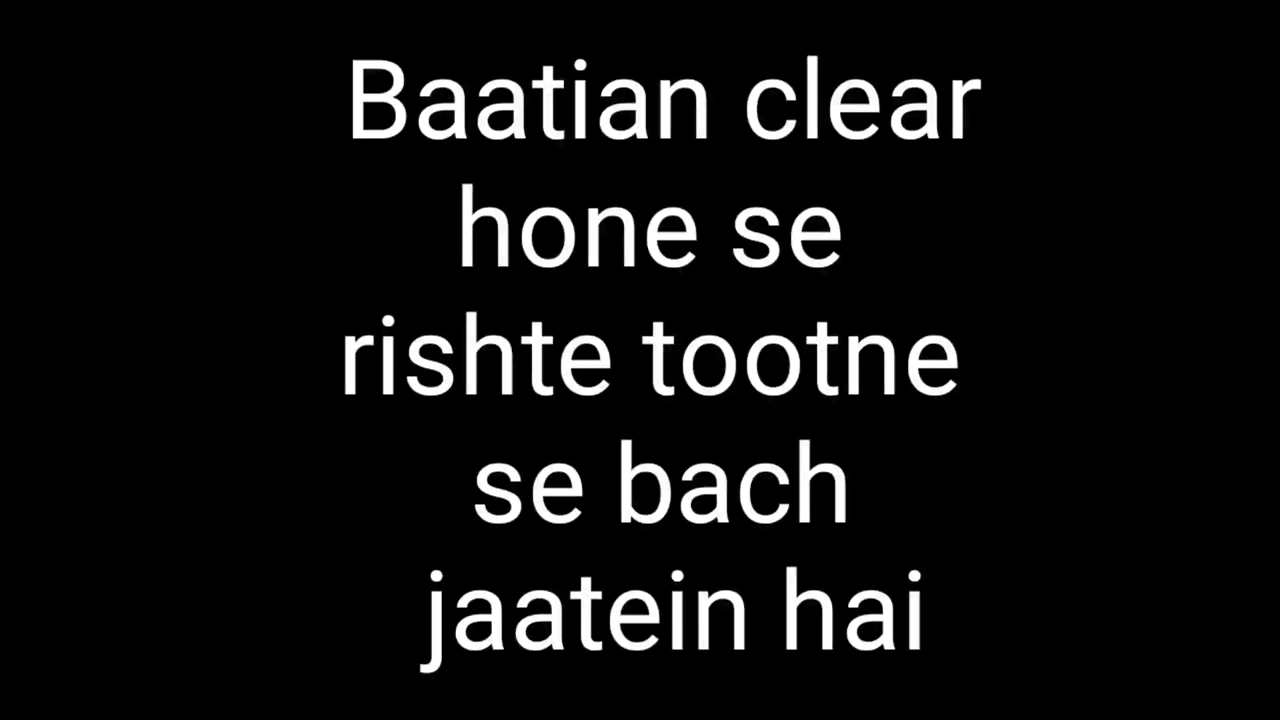 Baatian clear
hone se
rishte tootne
se bach
jaatein hai